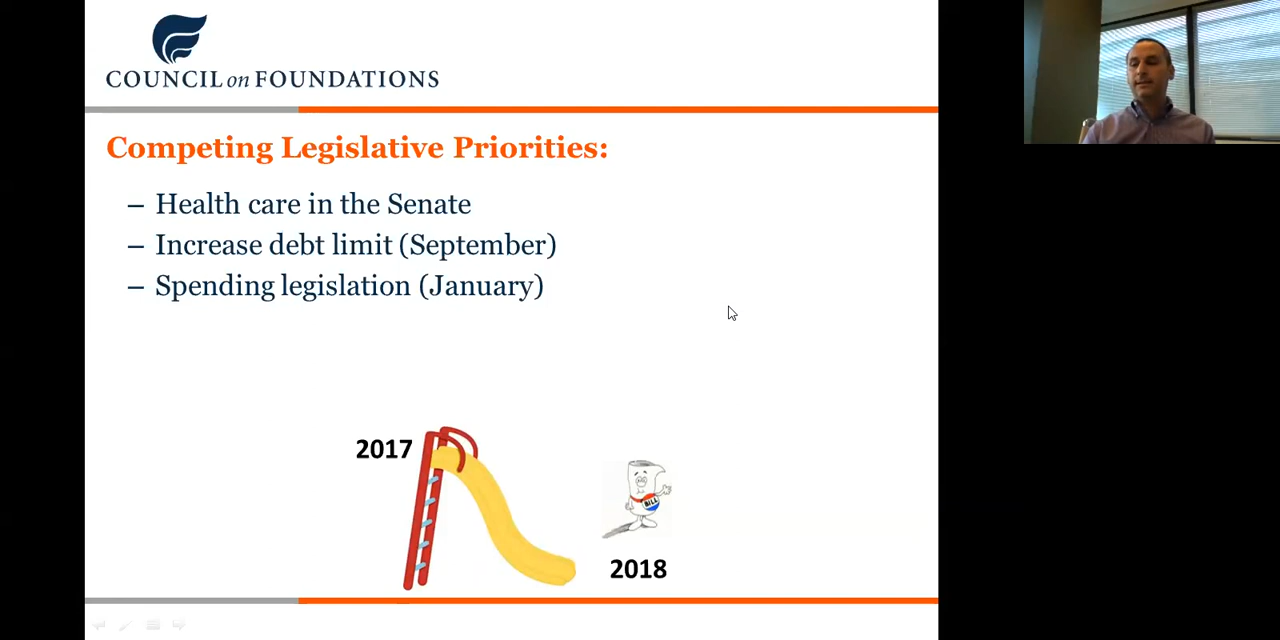 COUNCIL on FOUNDATIONS
Competing Legislative Priorities:
– Health care in the Senate
– Increase debt limit (September)
– Spending legislation (January)
2017
BILL
2018